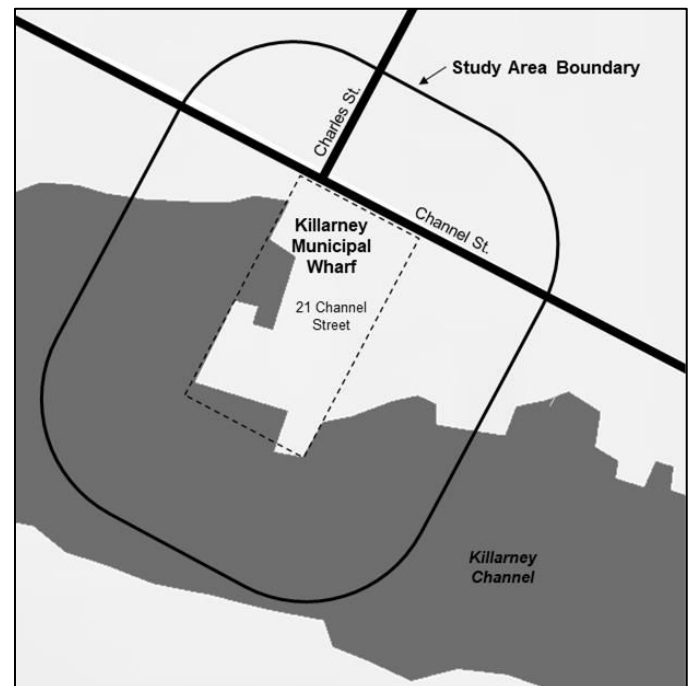 Study Area Boundary
Charles St.
Channel St.
Killarney
Municipal
Wharf
21 Channel
Street
Killarney
Channel